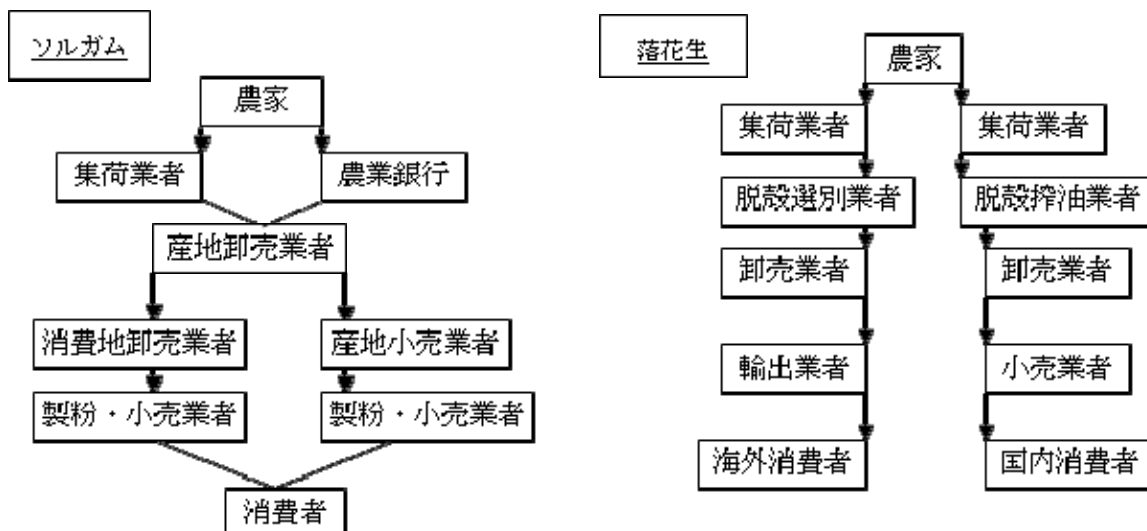 ソルガム
農家
集荷業者
農業銀行
産地卸売業者
消費地卸売業者
産地小売業者
製粉・小売業者
製粉・小売業者
消費者
落花生
農家
集荷業者
集荷業者
脱殻選別業者
脱殻搾油業者
卸売業者
卸売業者
輸出業者
小売業者
海外消費者
国内消費者